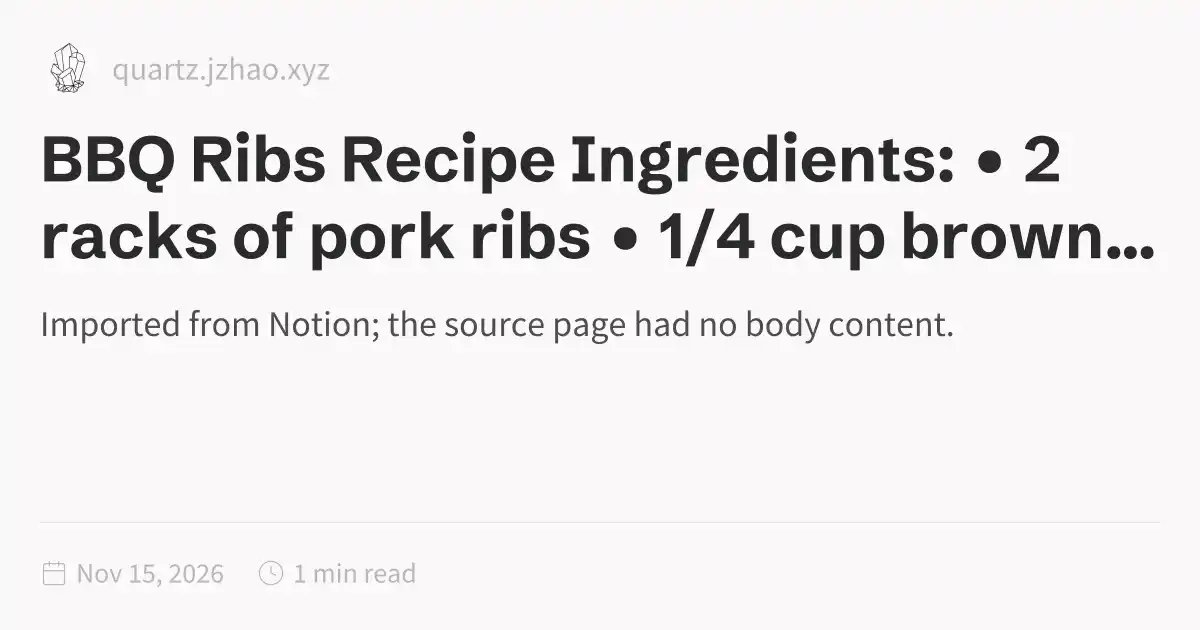 quartz.jzhao.xyz
BBQ Ribs Recipe Ingredients: • 2
racks of pork ribs • 1/4 cup brown...
Imported from Notion; the source page had no body content.
Nov 15, 2026 1 min read